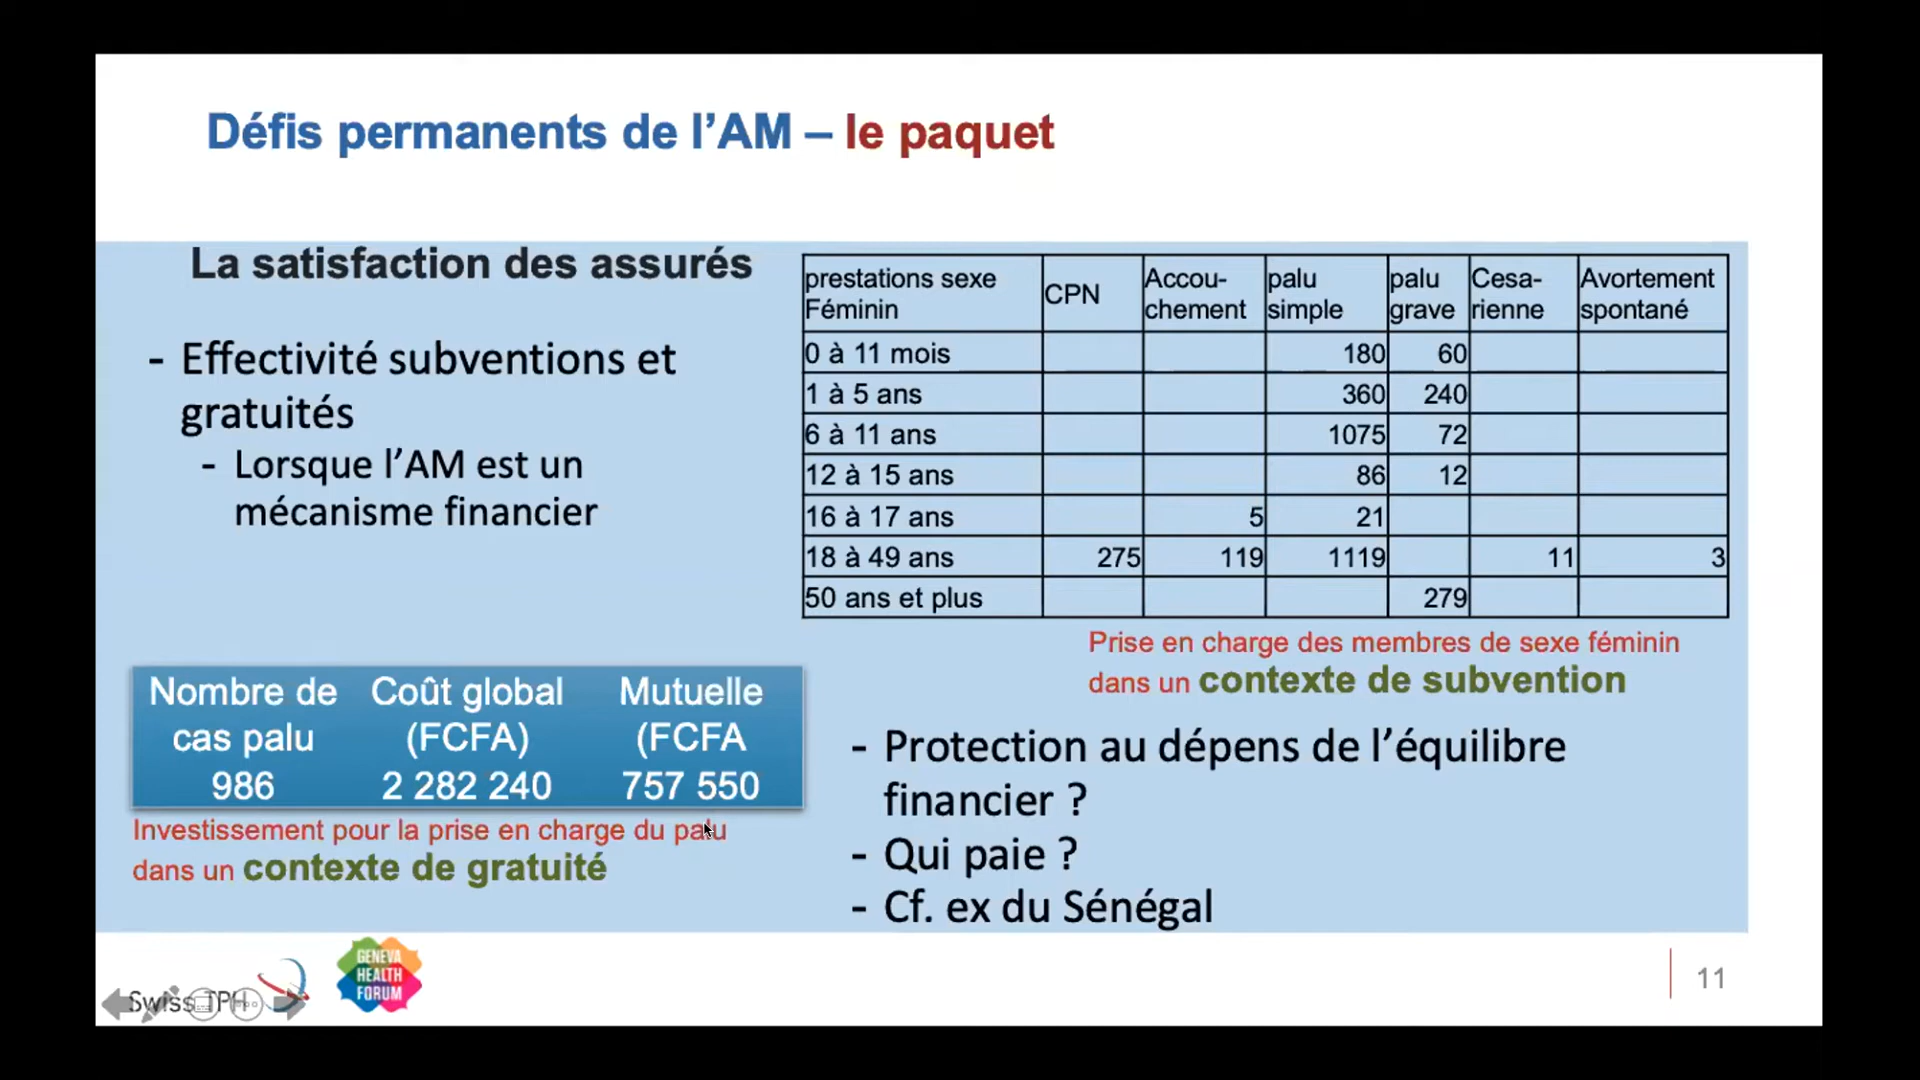 Défis permanents de l’AM – le paquet
La satisfaction des assurés
- Effectivité subventions et
gratuités
- Lorsque l’AM est un
mécanisme financier
prestations sexe Féminin CPN Accou-chement palu simple palu grave Cesa-rienne Avortement spontané
0 à 11 mois 180 60
1 à 5 ans 360 240
6 à 11 ans 1075 72
12 à 15 ans 86 12
16 à 17 ans 5 21
18 à 49 ans 275 119 1119 11 3
50 ans et plus 279
Prise en charge des membres de sexe féminin
dans un contexte de subvention
Nombre de Coût global Mutuelle
cas palu (FCFA) (FCFA
986 2 282 240 757 550
Investissement pour la prise en charge du palu
dans un contexte de gratuité
- Protection au dépens de l’équilibre
financier ?
- Qui paie ?
- Cf. ex du Sénégal
Swiss TPH
GENEVA
HEALTH
FORUM
11